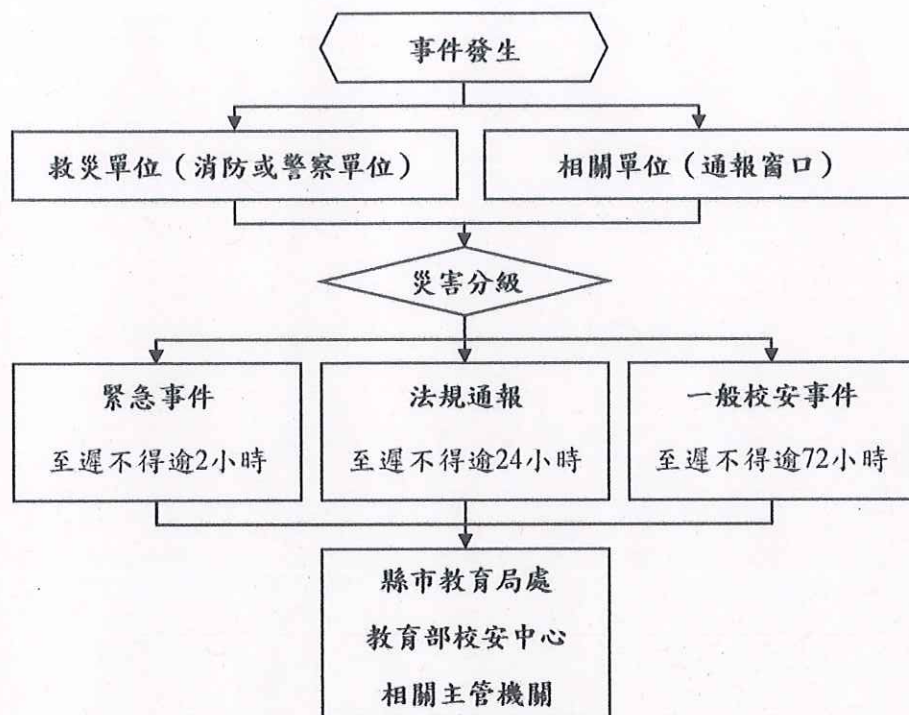 事件發生
救災單位（消防或警察單位）
相關單位（通報窗口）
災害分級
緊急事件
至遲不得逾2小時
法規通報
至遲不得逾24小時
一般校安事件
至遲不得逾72小時
縣市教育局處
教育部校安中心
相關主管機關